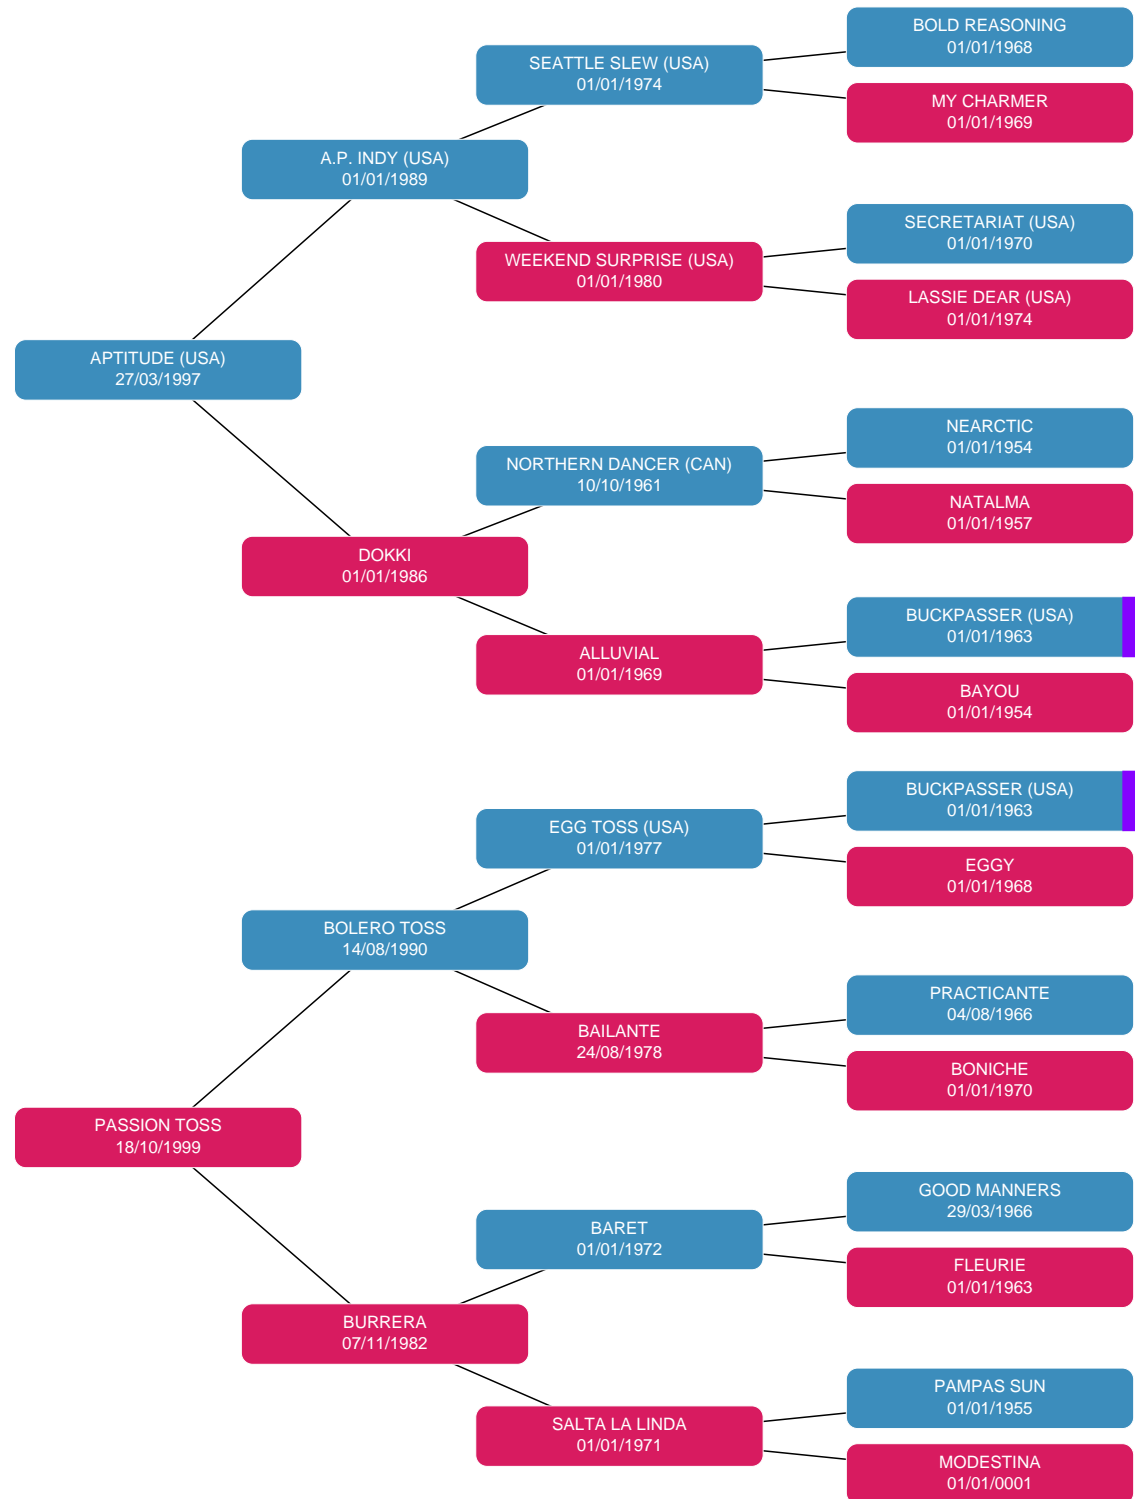 BOLD REASONING
01/01/1968
SEATTLE SLEW (USA)
01/01/1974
MY CHARMER
01/01/1969
A.P. INDY (USA)
01/01/1989
SECRETARIAT (USA)
01/01/1970
WEEKEND SURPRISE (USA)
01/01/1980
LASSIE DEAR (USA)
01/01/1974
APTITUDE (USA)
27/03/1997
NEARCTIC
01/01/1954
NORTHERN DANCER (CAN)
10/10/1961
NATALMA
01/01/1957
DOKKI
01/01/1986
BUCKPASSER (USA)
01/01/1963
ALLUVIAL
01/01/1969
BAYOU
01/01/1954
BUCKPASSER (USA)
01/01/1963
EGG TOSS (USA)
01/01/1977
EGGY
01/01/1968
BOLERO TOSS
14/08/1990
PRACTICANTE
04/08/1966
BAILANTE
24/08/1978
BONICHE
01/01/1970
PASSION TOSS
18/10/1999
GOOD MANNERS
29/03/1966
BARET
01/01/1972
FLEURIE
01/01/1963
BURRERA
07/11/1982
PAMPAS SUN
01/01/1955
SALTA LA LINDA
01/01/1971
MODESTINA
01/01/0001